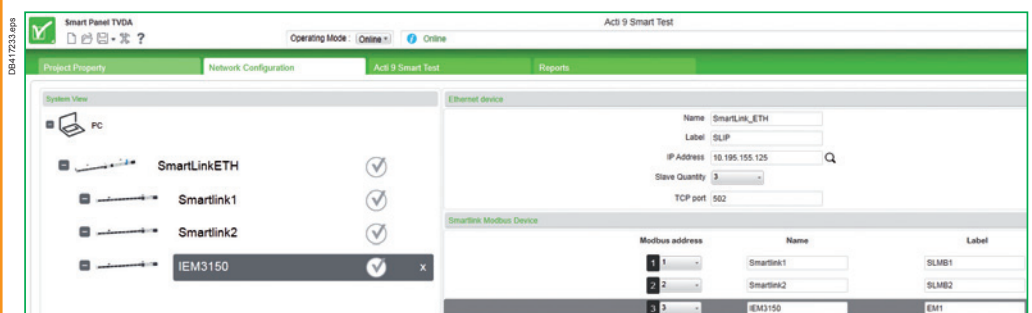 DB417233.eps
Smart Panel TVDA
Acti 9 Smart Test
?
Operating Mode : Online
i Online
Project Property
Network Configuration
Acti 9 Smart Test
Reports
System View
PC
SmartLinkETH
Smartlink1
Smartlink2
IEM3150 x
Ethernet device
Name SmartLink_ETH
Label SLIP
IP Address 10.195.155.125
Slave Quantity 3
TCP port 502
Smartlink Modbus Device
Modbus address Name Label
1 1 Smartlink1 SLMB1
2 2 Smartlink2 SLMB2
3 3 IEM3150 EM1